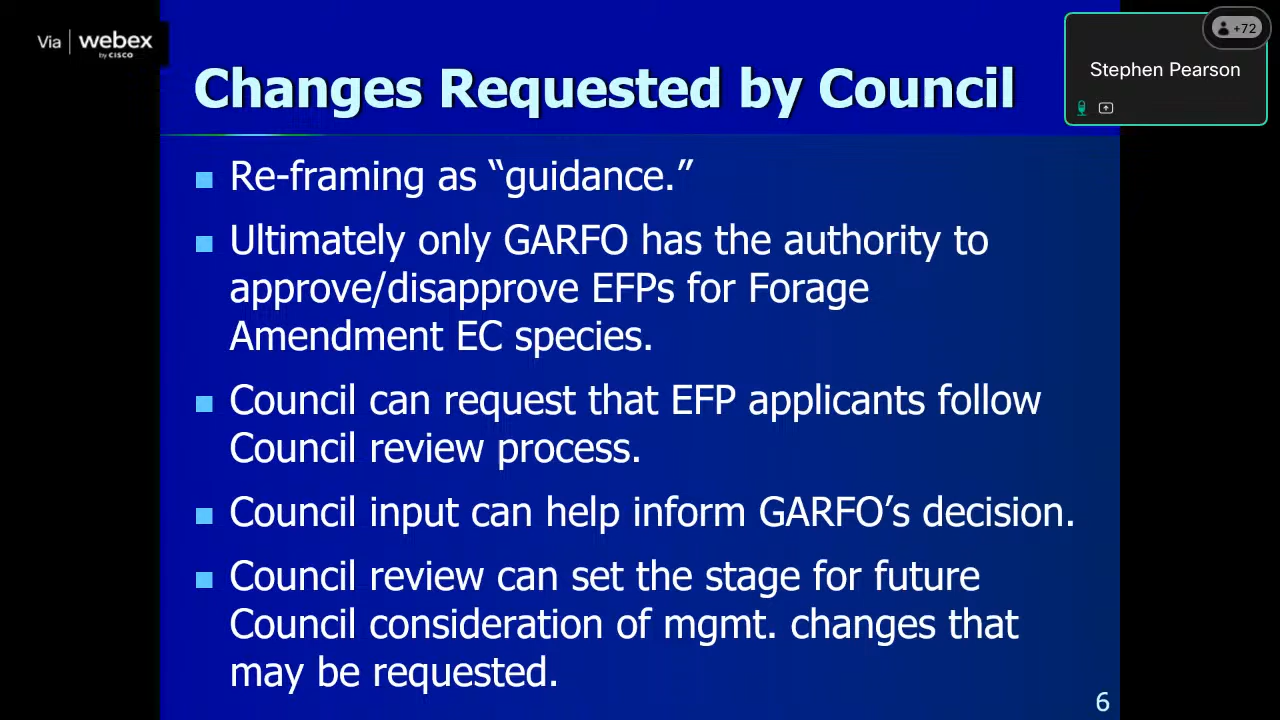 Via webex
by CISCO
+72
Stephen Pearson
Changes Requested by Council
Re-framing as “guidance.”
Ultimately only GARFO has the authority to
approve/disapprove EFPs for Forage
Amendment EC species.
Council can request that EFP applicants follow
Council review process.
Council input can help inform GARFO’s decision.
Council review can set the stage for future
Council consideration of mgmt. changes that
may be requested.
6